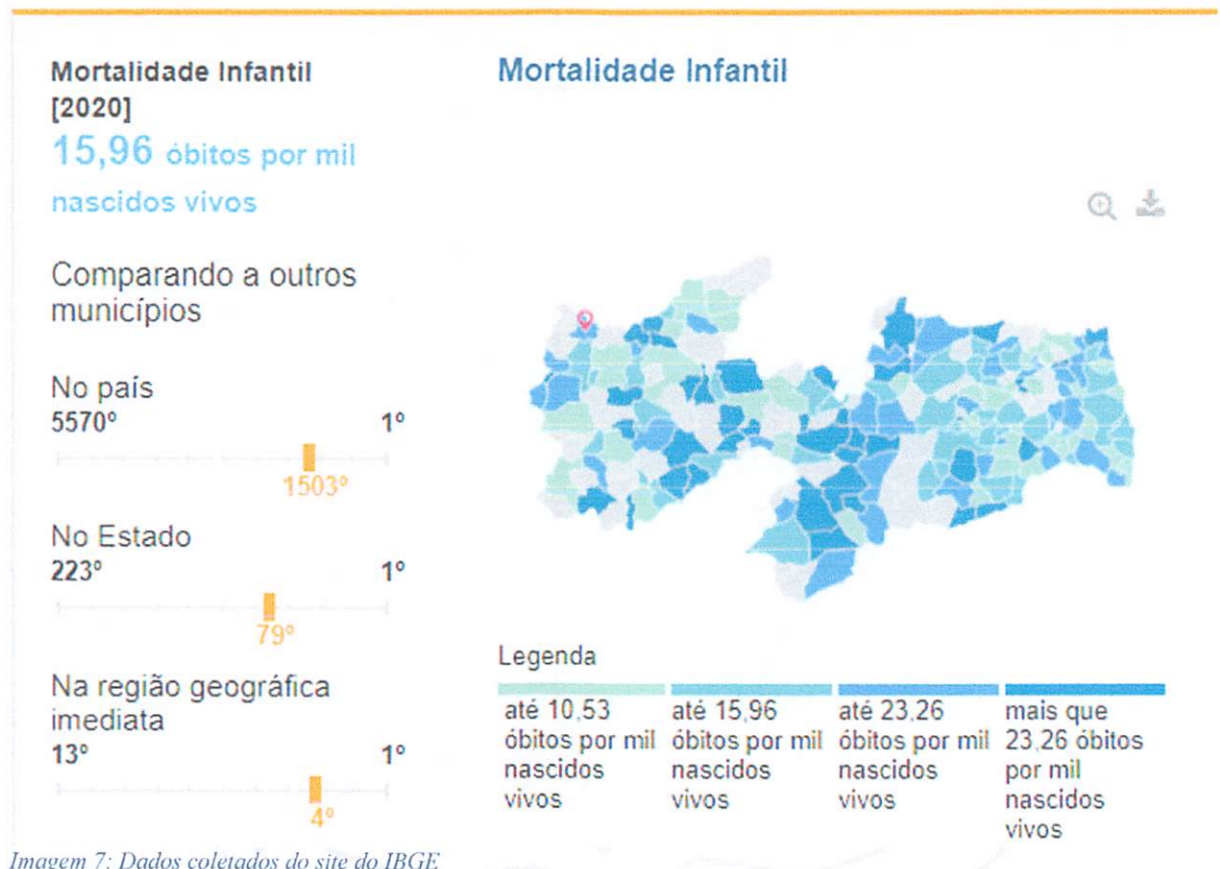 Mortalidade Infantil
[2020]
15,96 óbitos por mil
nascidos vivos
Comparando a outros
municípios
No país
5570º 1º
1503º
No Estado
223º 1º
79º
Na região geográfica
imediata
13º 1º
4º
Mortalidade Infantil
Legenda
até 10,53
óbitos por mil
nascidos
vivos
até 15,96
óbitos por mil
nascidos
vivos
até 23,26
óbitos por mil
nascidos
vivos
mais que
23,26 óbitos
por mil
nascidos
vivos
Imagem 7: Dados coletados do site do IBGE